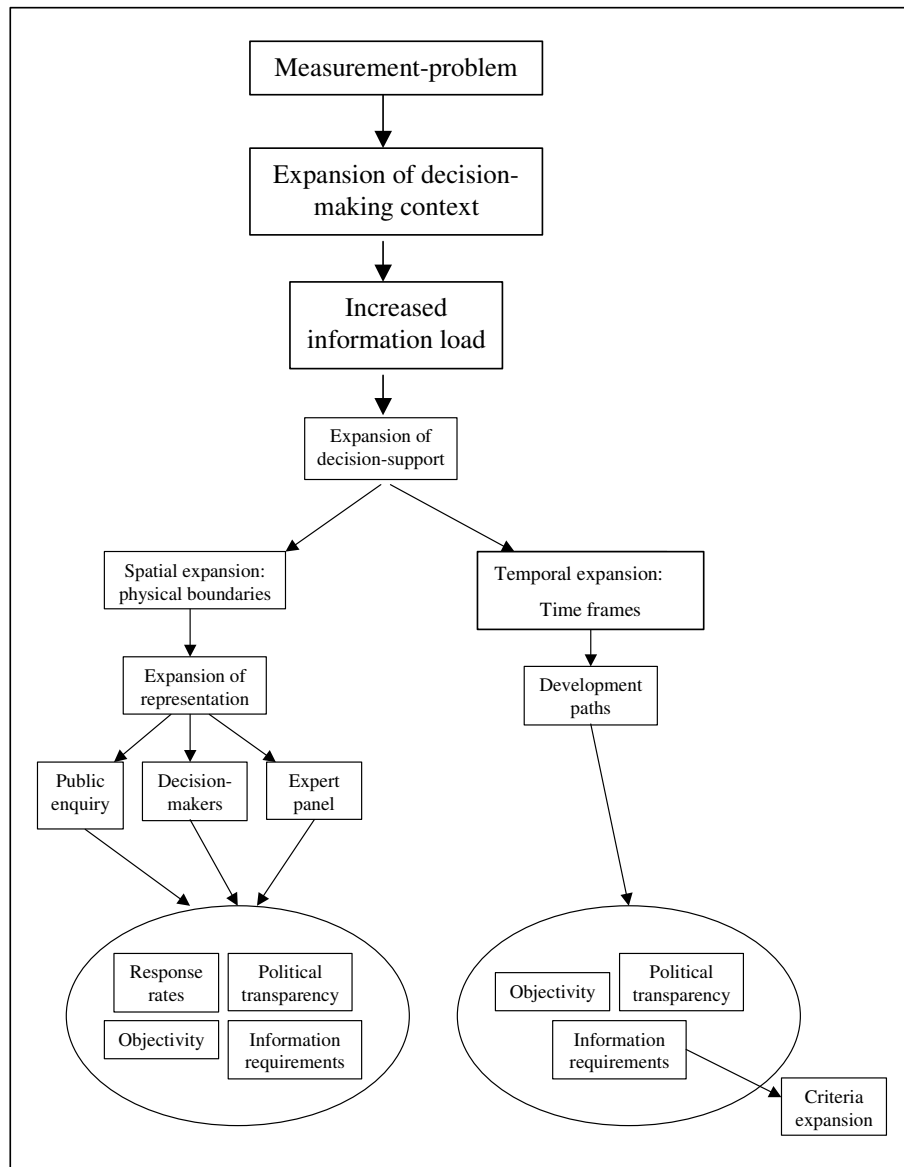 Measurement-problem
Expansion of decision-
making context
Increased
information load
Expansion of
decision-support
Spatial expansion:
physical boundaries
Temporal expansion:
Time frames
Expansion of
representation
Development
paths
Public
enquiry
Decision-
makers
Expert
panel
Response
rates
Political
transparency
Objectivity
Information
requirements
Objectivity
Political
transparency
Information
requirements
Criteria
expansion